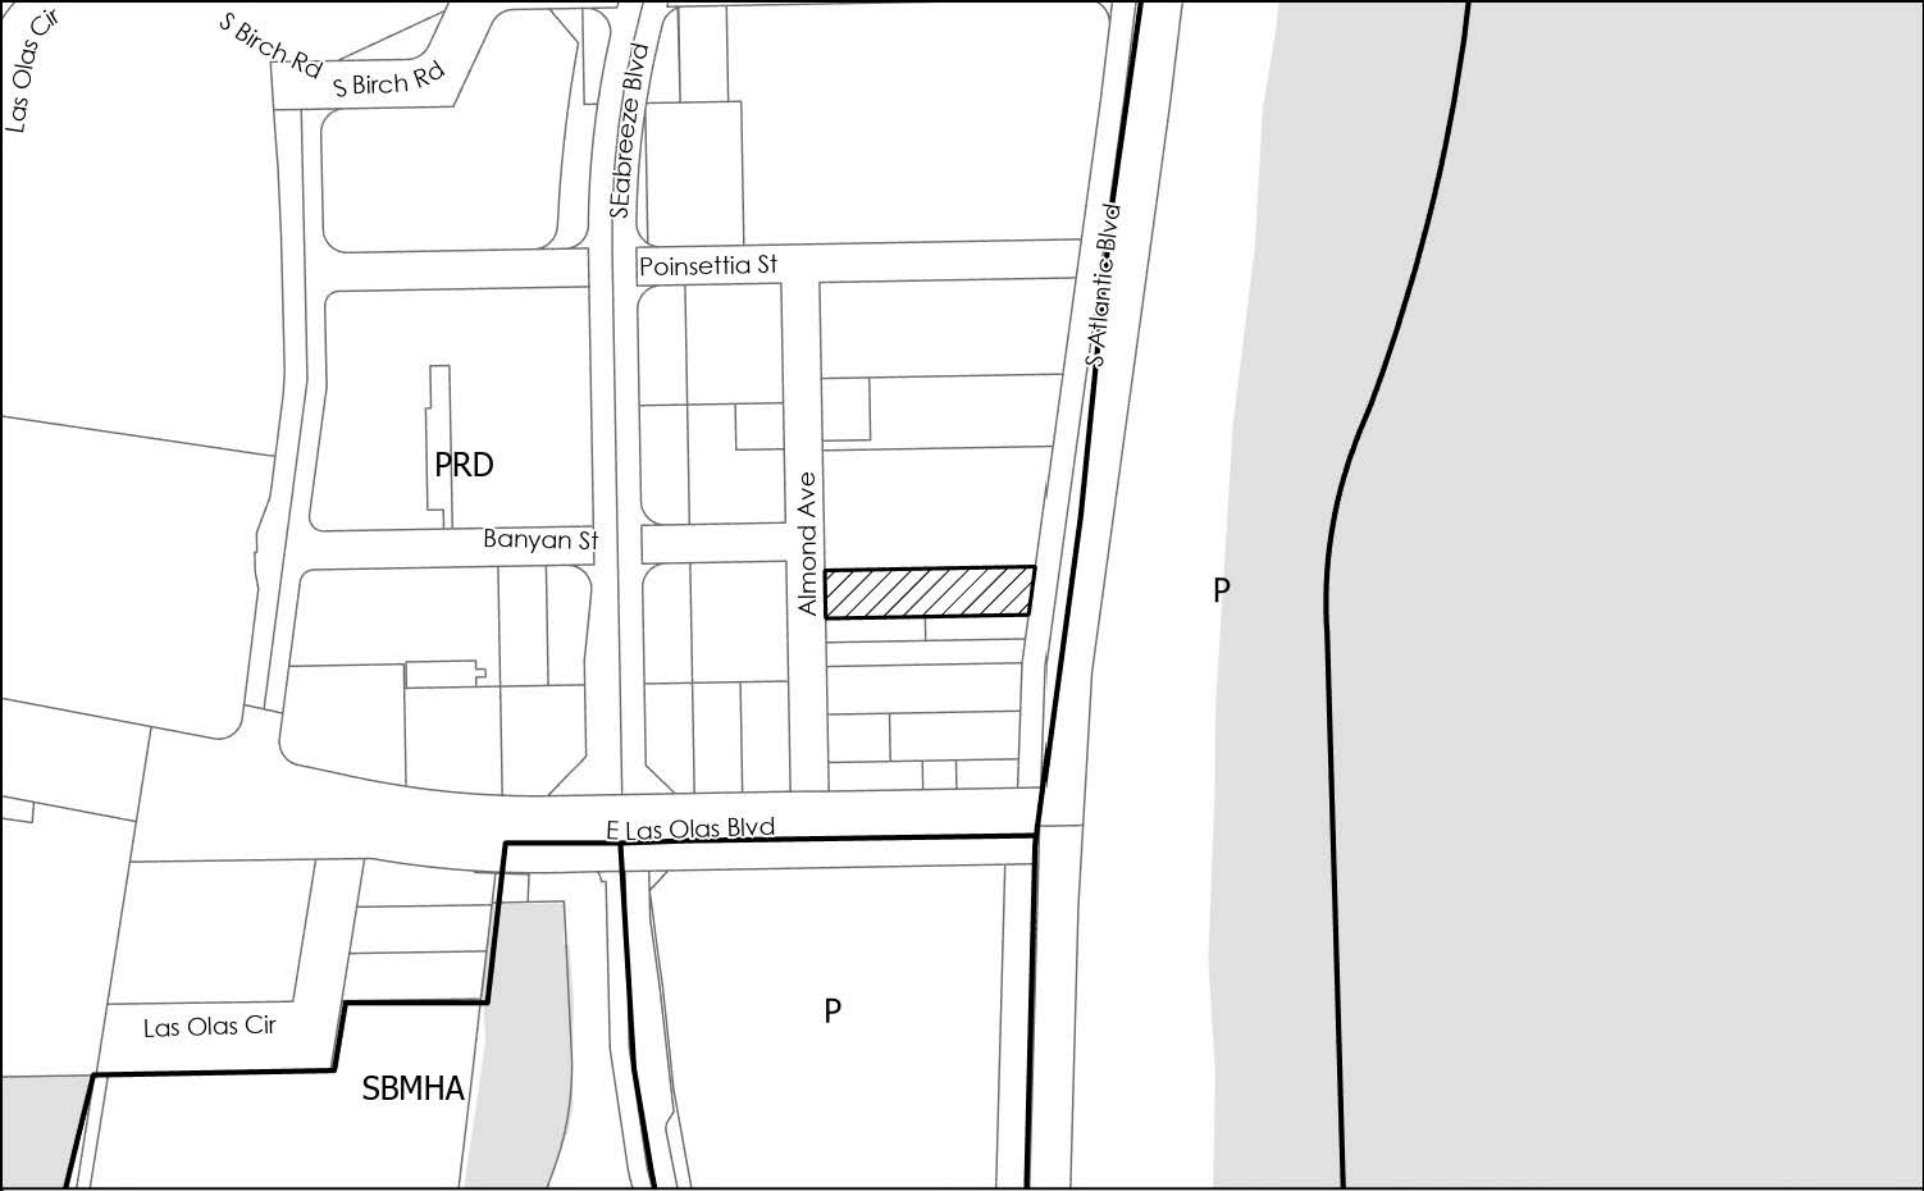 Las Olas Cir
S Birch Rd
S Birch Rd
SEabreeze Blvd
Poinsettia St
S Atlantic Blvd
PRD
Banyan St
Almond Ave
P
E Las Olas Blvd
P
Las Olas Cir
SBMHA